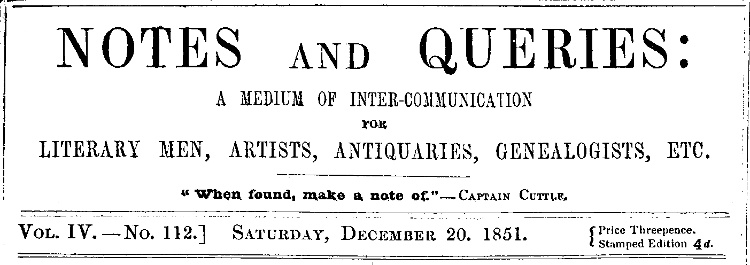 NOTES AND QUERIES:
A MEDIUM OF INTER-COMMUNICATION
FOR
LITERARY MEN, ARTISTS, ANTIQUARIES, GENEALOGISTS, ETC.
"When found, make a note of."—CAPTAIN CUTTLE.
VOL. IV.—No. 112.] SATURDAY, DECEMBER 20. 1851. { Price Threepence.
Stamped Edition 4d.